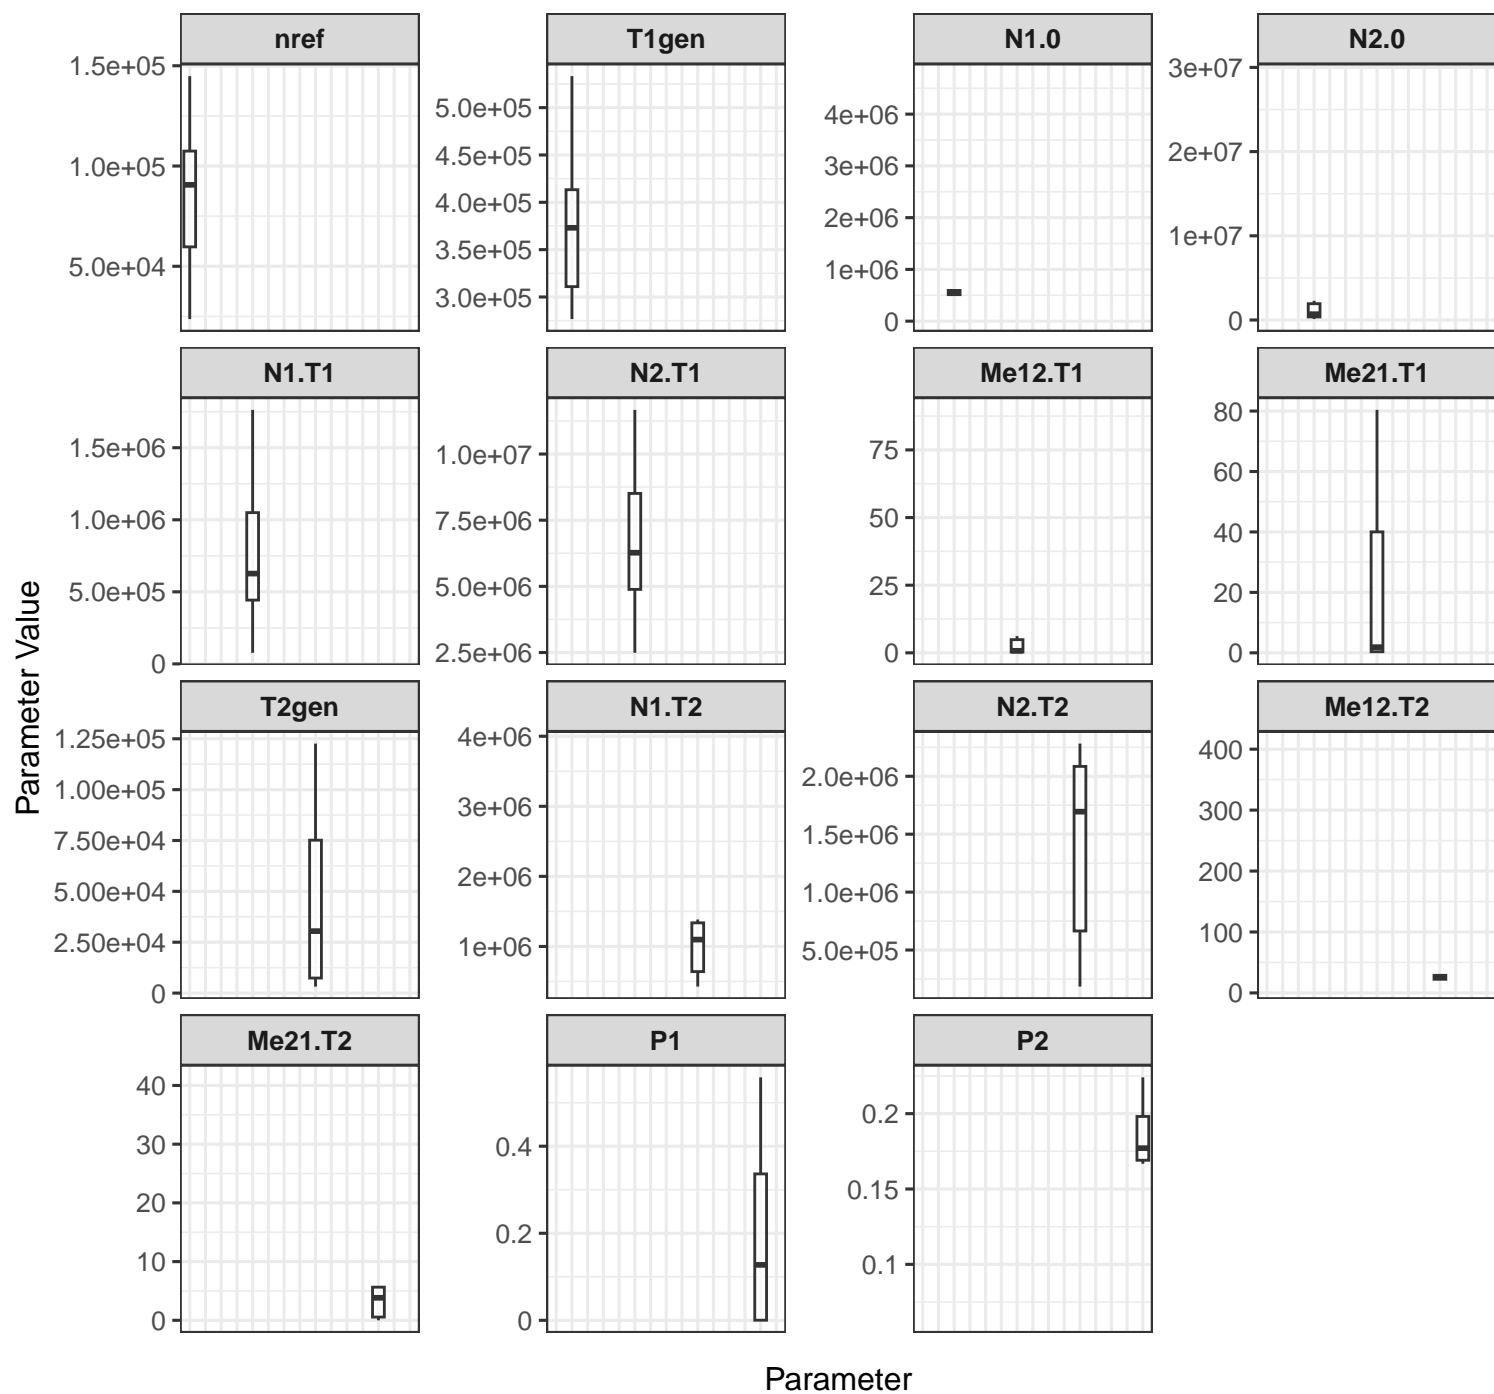 nref
T1gen
N1.0
N2.0
1.5e+05
1.0e+05
5.0e+04
5.0e+05
4.5e+05
4.0e+05
3.5e+05
3.0e+05
4e+06
3e+06
2e+06
1e+06
0
3e+07
2e+07
1e+07
0
N1.T1
N2.T1
Me12.T1
Me21.T1
1.5e+06
1.0e+06
5.0e+05
0
1.0e+07
7.5e+06
5.0e+06
2.5e+06
75
50
25
0
80
60
40
20
0
Parameter Value
T2gen
N1.T2
N2.T2
Me12.T2
1.25e+05
1.00e+05
7.50e+04
5.00e+04
2.50e+04
0
4e+06
3e+06
2e+06
1e+06
2.0e+06
1.5e+06
1.0e+06
5.0e+05
400
300
200
100
0
Me21.T2
P1
P2
40
30
20
10
0
0.4
0.2
0
0.2
0.15
0.1
Parameter